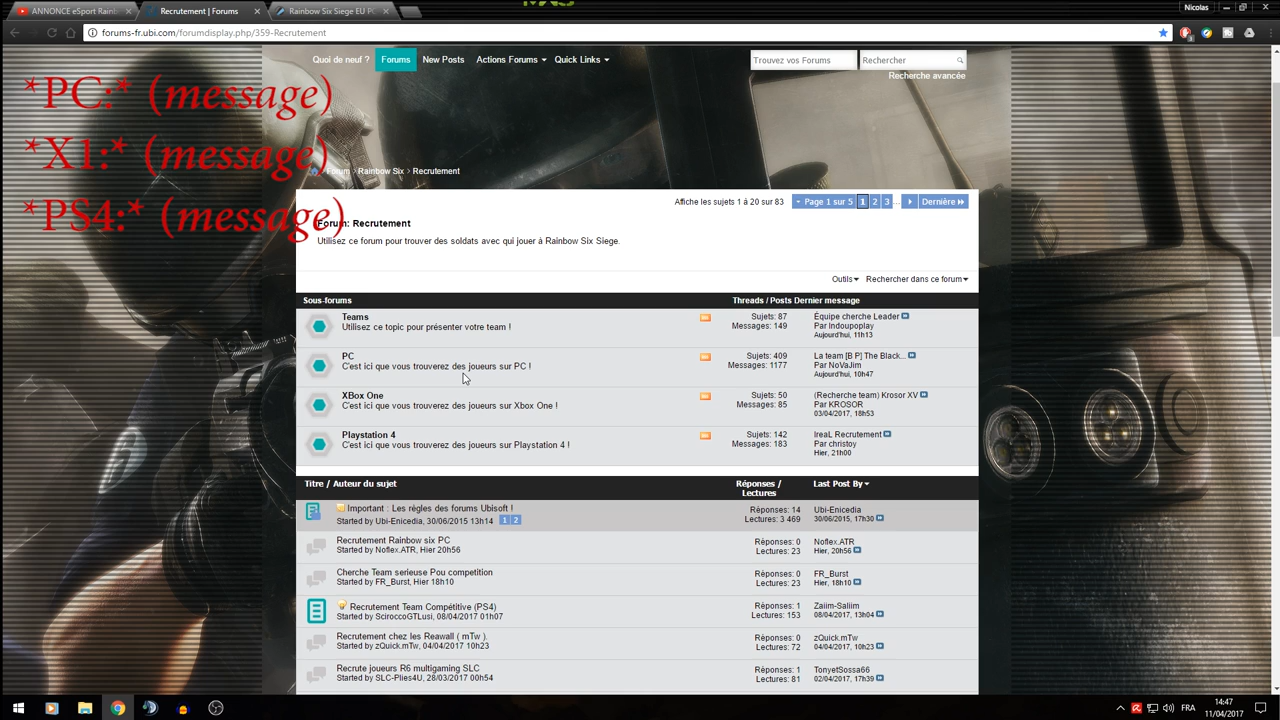 ANNONCE eSport Rainb
Recrutement | Forums
Rainbow Six Siege EU PC
Nicolas
forums-fr.ubi.com/forumdisplay.php/359-Recrutement
Quoi de neuf ? Forums New Posts Actions Forums Quick Links
Trouvez vos Forums
Rechercher
Recherche avancée
*PC:* (message)
*X1:* (message)
*PS4:* (message)
Forum Rainbow Six Recrutement
Affiche les sujets 1 à 20 sur 83
Page 1 sur 5 1 2 3 ... Dernière
Forum: Recrutement
Utilisez ce forum pour trouver des soldats avec qui jouer à Rainbow Six Siege.
Outils Rechercher dans ce forum
Sous-forums Threads / Posts Dernier message
Teams
Utilisez ce topic pour présenter votre team !
Sujets: 87
Messages: 149
Équipe cherche Leader
Par Indoupoplay
Aujourd'hui, 11h13
PC
C'est ici que vous trouverez des joueurs sur PC !
Sujets: 409
Messages: 1177
La team [B P] The Black...
Par NoVaJim
Aujourd'hui, 10h47
XBox One
C'est ici que vous trouverez des joueurs sur Xbox One !
Sujets: 50
Messages: 85
(Recherche team) Krosor XV
Par KROSOR
03/04/2017, 18h53
Playstation 4
C'est ici que vous trouverez des joueurs sur Playstation 4 !
Sujets: 142
Messages: 183
IreaL Recrutement
Par christoy
Hier, 21h00
Titre / Auteur du sujet
Réponses /
Lectures
Last Post By
Important : Les règles des forums Ubisoft !
Started by Ubi-Enicedia, 30/06/2015 13h14 1 2
Réponses: 14
Lectures: 3 469
Ubi-Enicedia
30/06/2015, 17h30
Recrutement Rainbow six PC
Started by Noflex.ATR, Hier 20h56
Réponses: 0
Lectures: 23
Noflex.ATR
Hier, 20h56
Cherche Team serieuse Pou competition
Started by FR_Burst, Hier 18h10
Réponses: 0
Lectures: 23
FR_Burst
Hier, 18h10
Recrutement Team Compétitive (PS4)
Started by SciroccoGTLusi, 08/04/2017 01h07
Réponses: 1
Lectures: 153
Zalim-Saliim
08/04/2017, 13h04
Recrutement chez les Reawall ( mTw ).
Started by zQuick.mTw, 04/04/2017 10h23
Réponses: 0
Lectures: 72
zQuick.mTw
04/04/2017, 10h23
Recrute joueurs R6 multigaming SLC
Started by SLC-Plies4U, 28/03/2017 00h54
Réponses: 1
Lectures: 81
TonyetSossa66
02/04/2017, 17h39
FRA
14:47
11/04/2017